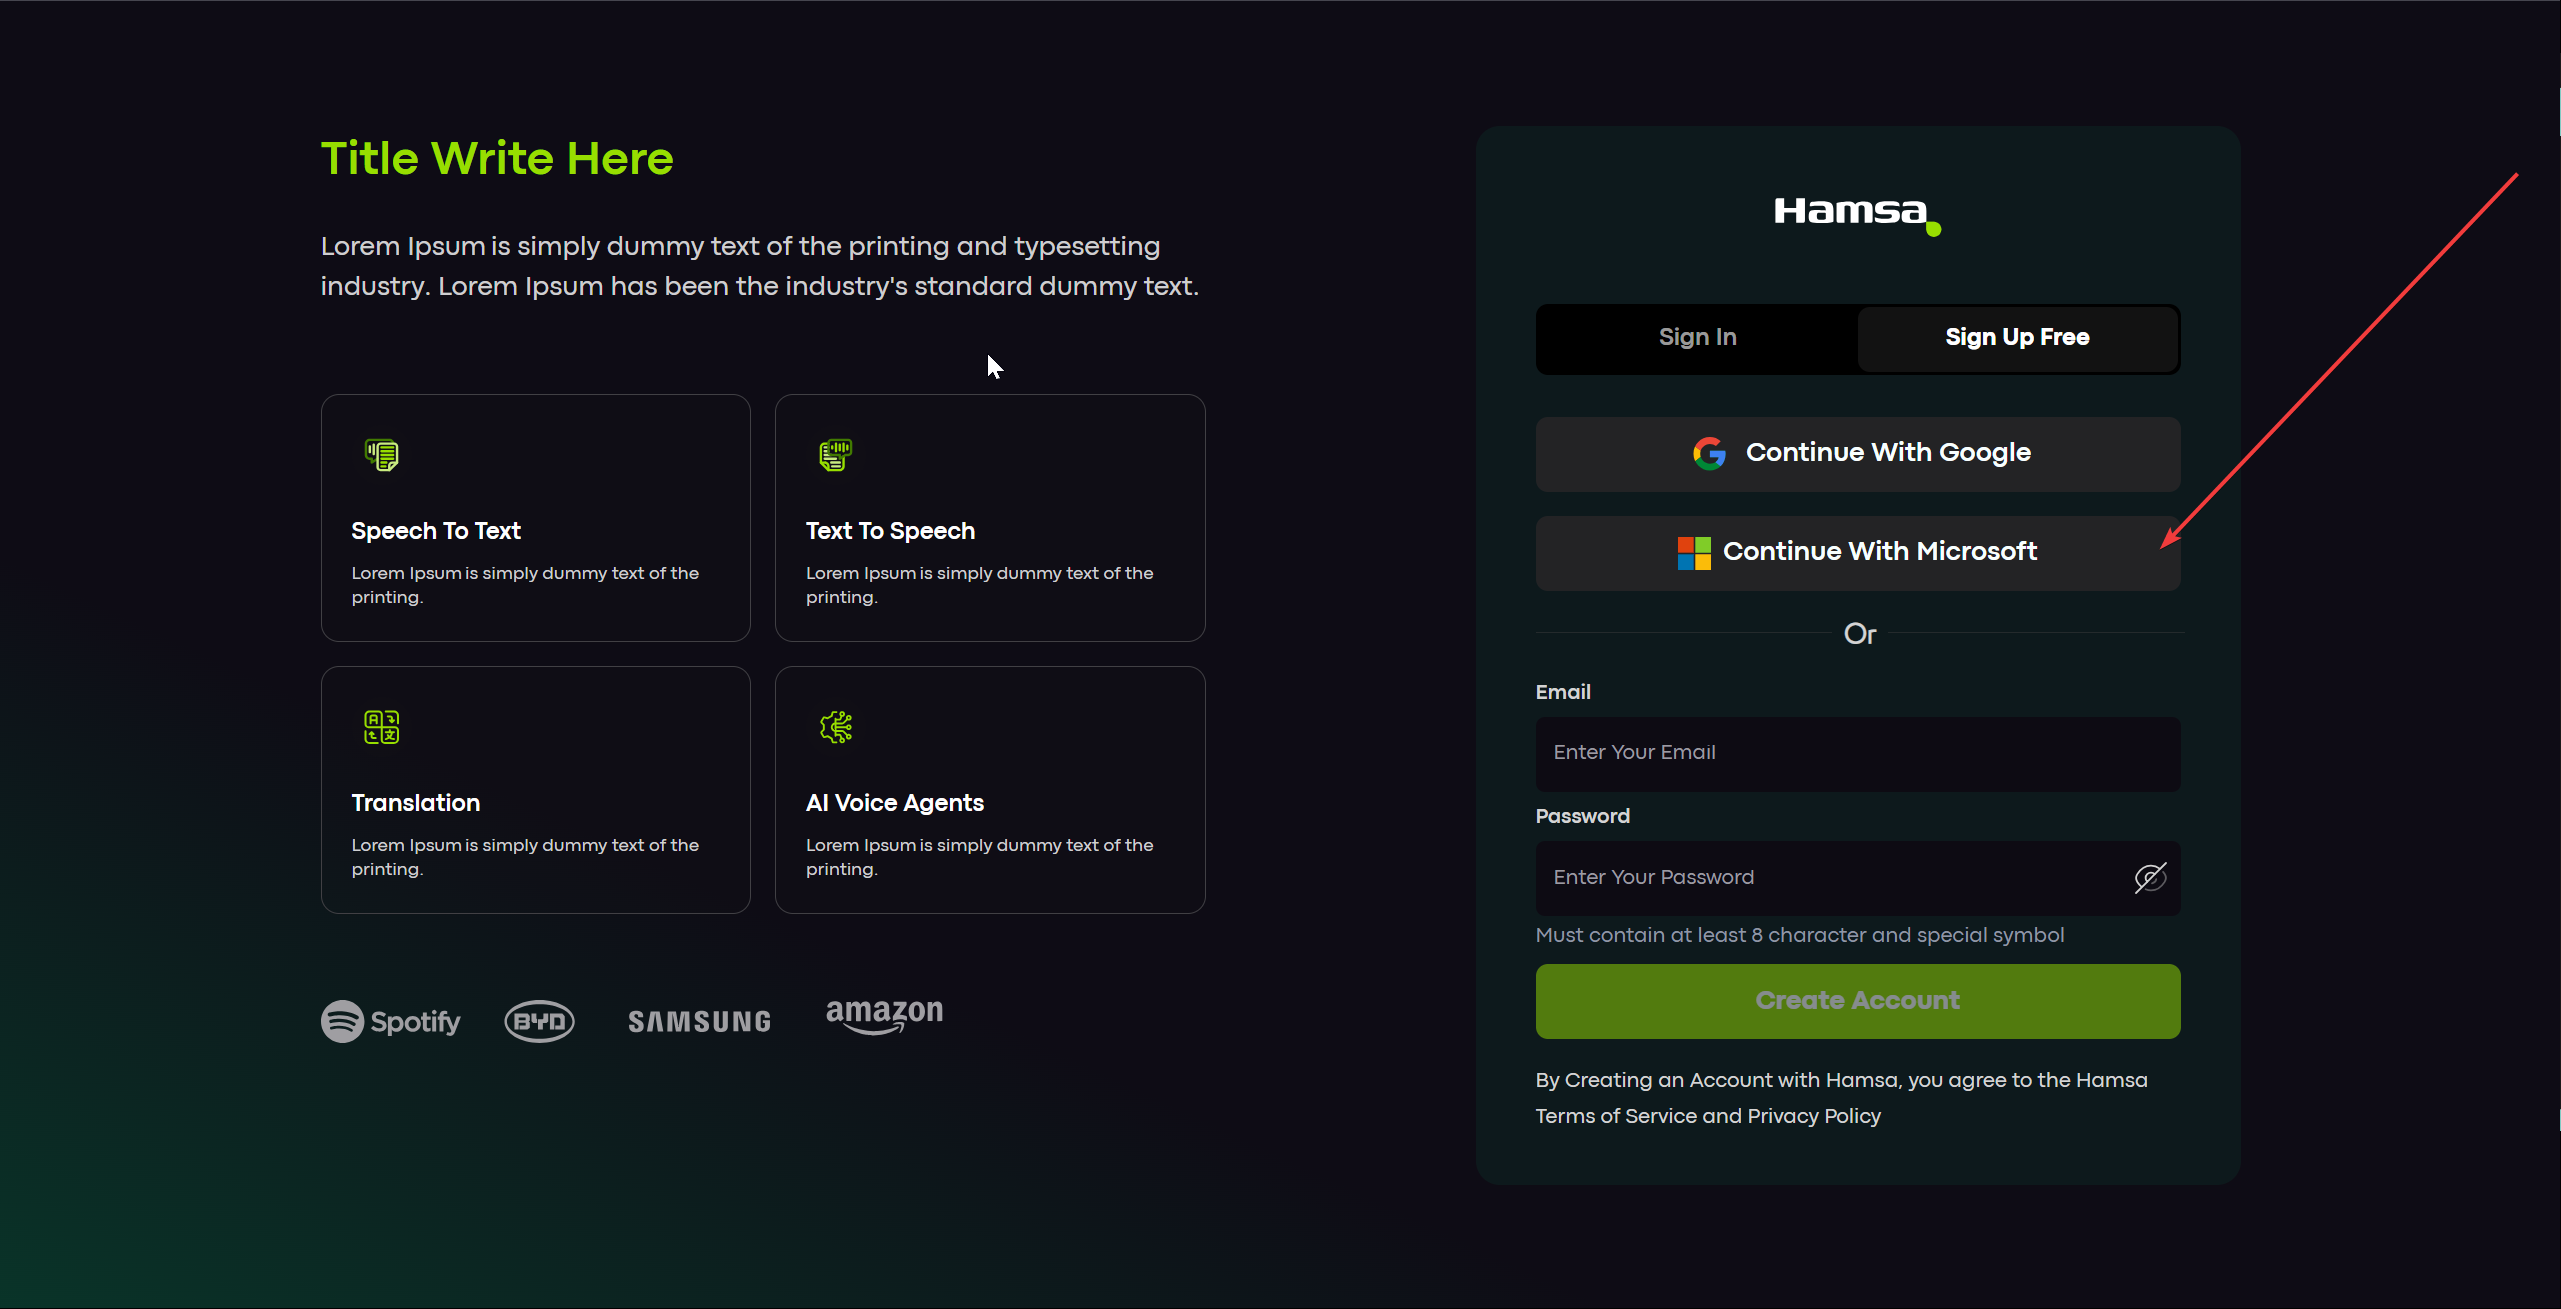 Title Write Here
Lorem Ipsum is simply dummy text of the printing and typesetting
industry. Lorem Ipsum has been the industry's standard dummy text.
Speech To Text
Lorem Ipsum is simply dummy text of the
printing.
Text To Speech
Lorem Ipsum is simply dummy text of the
printing.
Translation
Lorem Ipsum is simply dummy text of the
printing.
AI Voice Agents
Lorem Ipsum is simply dummy text of the
printing.
Spotify BYD SAMSUNG amazon
Hamsa
Sign In Sign Up Free
Continue With Google
Continue With Microsoft
Or
Email
Enter Your Email
Password
Enter Your Password
Must contain at least 8 character and special symbol
Create Account
By Creating an Account with Hamsa, you agree to the Hamsa
Terms of Service and Privacy Policy